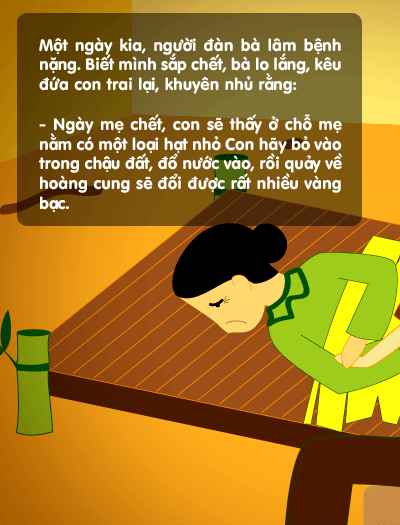 Một ngày kia, người đàn bà lâm bệnh
nặng. Biết mình sắp chết, bà lo lắng, kêu
đứa con trai lại, khuyên nhủ rằng:
- Ngày mẹ chết, con sẽ thấy ở chỗ mẹ
nằm có một loại hạt nhỏ Con hãy bỏ vào
trong chậu đất, đổ nước vào, rồi quảy về
hoàng cung sẽ đổi được rất nhiều vàng
bạc.